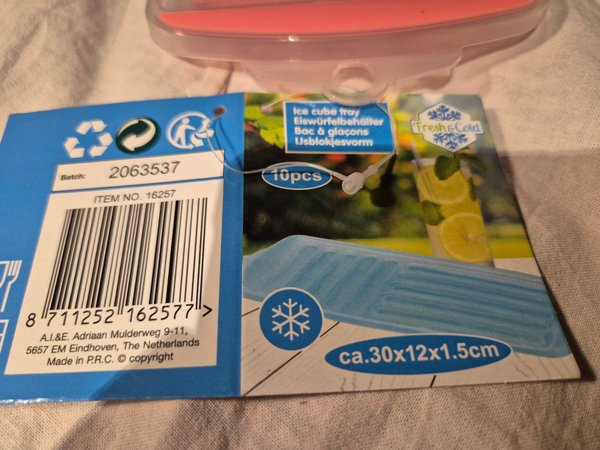 Batch: 2063537
ITEM NO. 16257
8 711252 162577 >
A.I.&E. Adriaan Mulderweg 9-11,
5657 EM Eindhoven, The Netherlands
Made in P.R.C. © copyright
Ice cube tray
Eiswürfelbehälter
Bac à glaçons
IJsblokjesvorm
Fresh & Cold
10pcs
ca.30x12x1.5cm